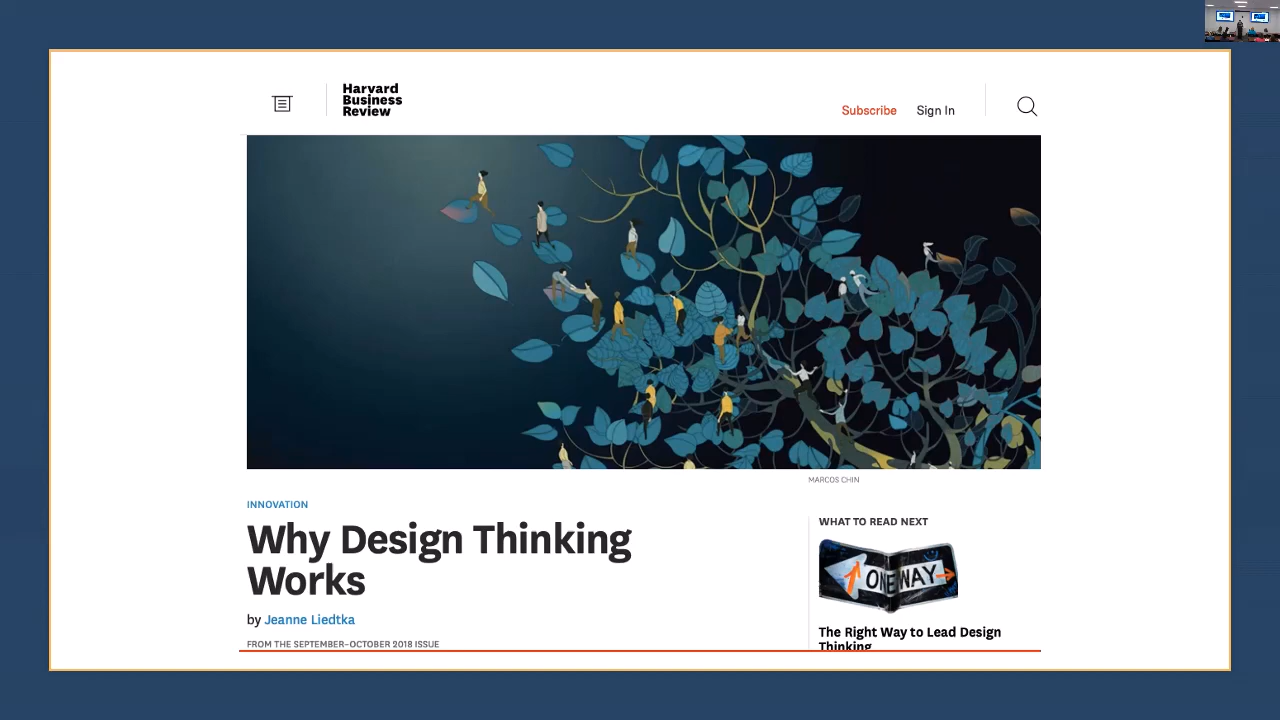 Harvard
Business
Review
Subscribe
Sign In
MARCOS CHIN
INNOVATION
Why Design Thinking
Works
by Jeanne Liedtka
FROM THE SEPTEMBER–OCTOBER 2018 ISSUE
WHAT TO READ NEXT
ONE WAY
The Right Way to Lead Design
Thinking